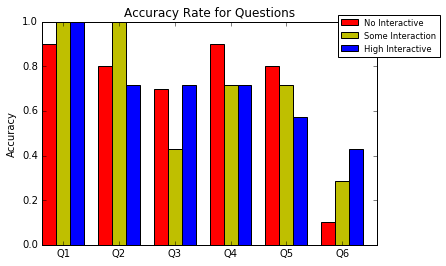 Accuracy Rate for Questions
No Interactive
Some Interaction
High Interactive
1.0
0.8
0.6
0.4
0.2
0.0
Accuracy
Q1 Q2 Q3 Q4 Q5 Q6